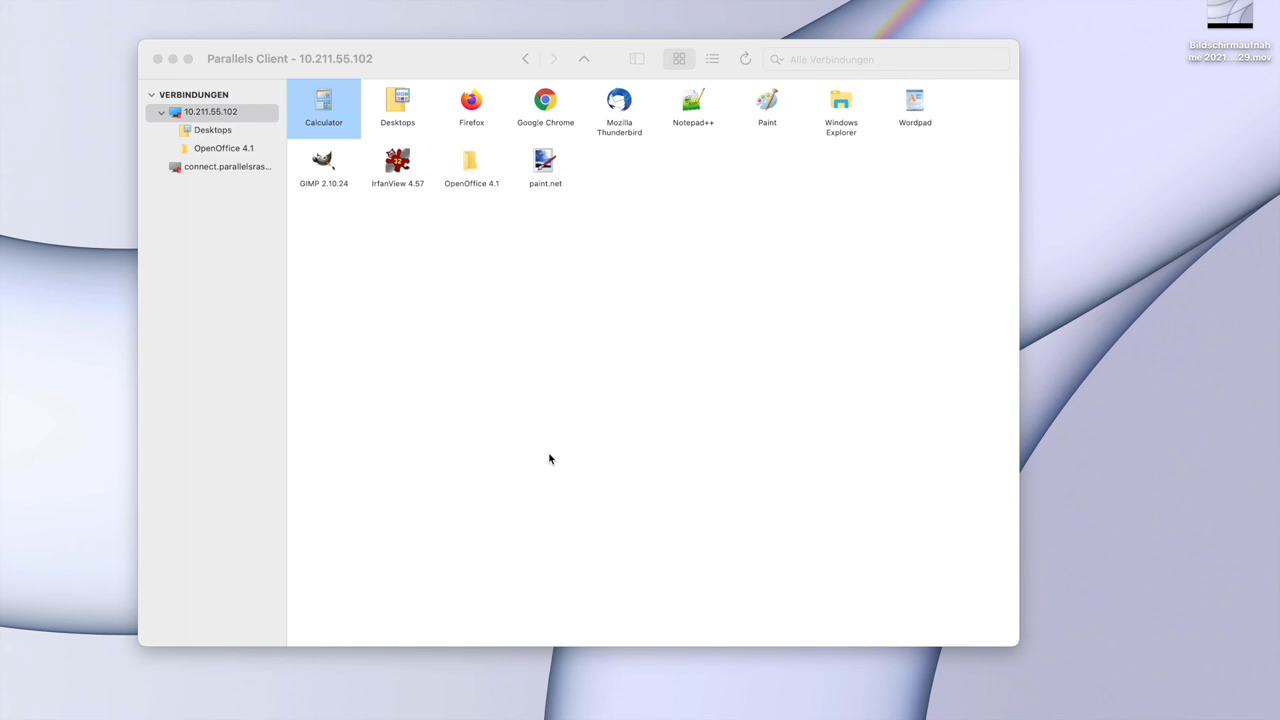 Bildschirmaufnah
me 2021 ....29.mov
Parallels Client - 10.211.55.102
Alle Verbindungen
VERBINDUNGEN
10.211.55.102
Desktops
OpenOffice 4.1
connect.parallelsras...
Calculator
Desktops
Firefox
Google Chrome
Mozilla
Thunderbird
Notepad++
Paint
Windows
Explorer
Wordpad
GIMP 2.10.24
32
IrfanView 4.57
OpenOffice 4.1
paint.net